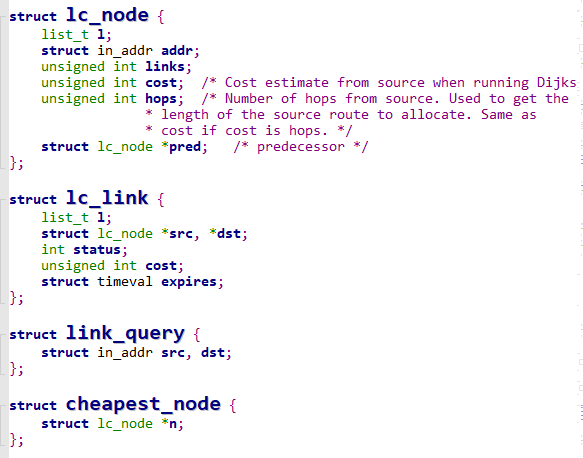 struct lc_node {
    list_t l;
    struct in_addr addr;
    unsigned int links;
    unsigned int cost;  /* Cost estimate from source when running Dijks
    unsigned int hops;  /* Number of hops from source. Used to get the
                 * length of the source route to allocate. Same as
                 * cost if cost is hops. */
    struct lc_node *pred;   /* predecessor */
};

struct lc_link {
    list_t l;
    struct lc_node *src, *dst;
    int status;
    unsigned int cost;
    struct timeval expires;
};

struct link_query {
    struct in_addr src, dst;
};

struct cheapest_node {
    struct lc_node *n;
};